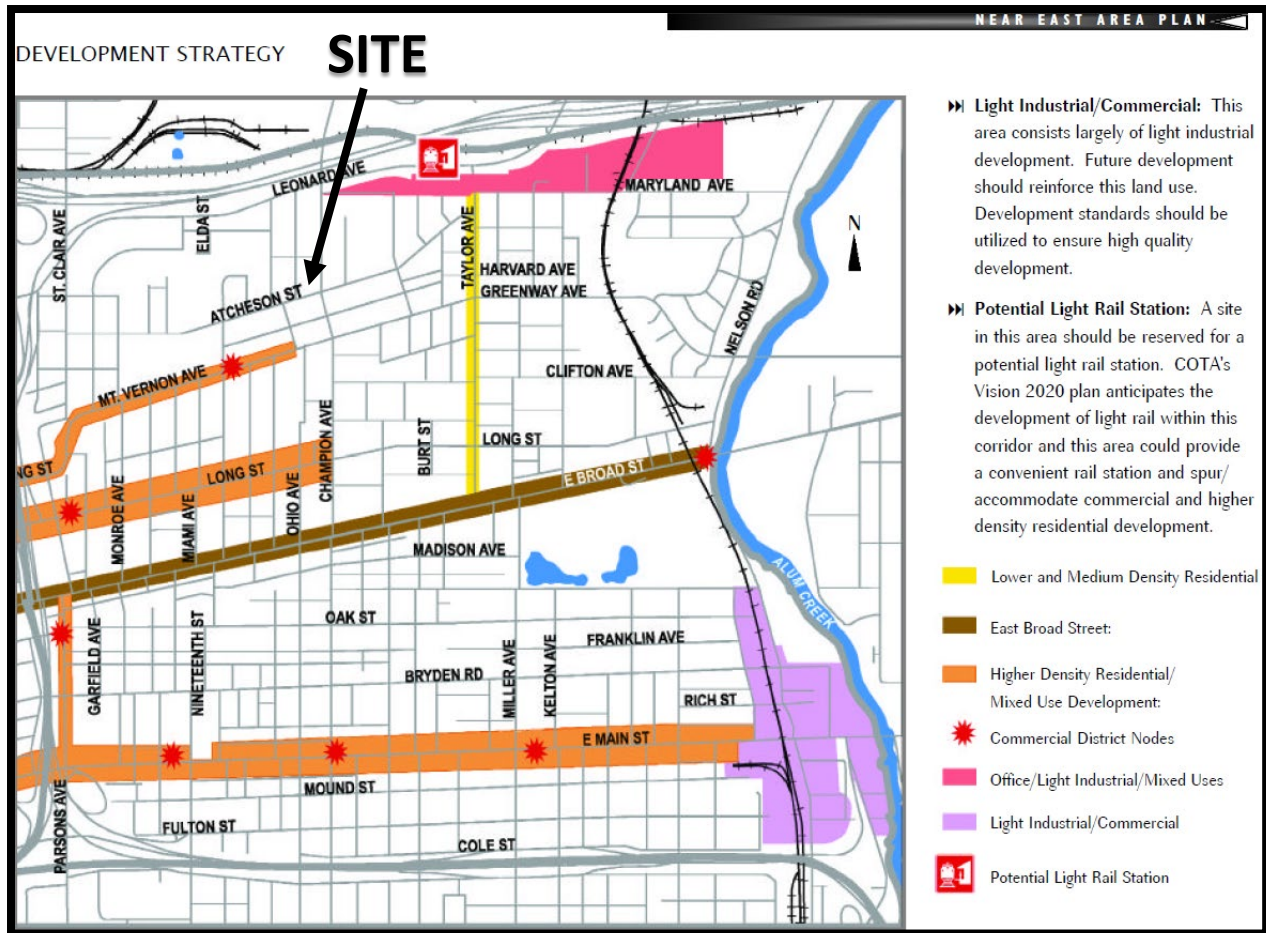 NEAR EAST AREA PLAN
DEVELOPMENT STRATEGY
SITE
LEONARD AVE
MARYLAND AVE
ST. CLAIR AVE
ELDA ST
TAYLOR AVE
HARVARD AVE
GREENWAY AVE
ATCHESON ST
N
NELSON RD
MT. VERNON AVE
CLIFTON AVE
CHAMPION AVE
BURT ST
LONG ST
NG ST
LONG ST
E BROAD ST
MONROE AVE
MIAMI AVE
OHIO AVE
MADISON AVE
ALUM CREEK
OAK ST
FRANKLIN AVE
GARFIELD AVE
NINETEENTH ST
BRYDEN RD
MILLER AVE
KELTON AVE
RICH ST
E MAIN ST
MOUND ST
PARSONS AVE
FULTON ST
COLE ST
Light Industrial/Commercial: This
area consists largely of light industrial
development. Future development
should reinforce this land use.
Development standards should be
utilized to ensure high quality
development.
Potential Light Rail Station: A site
in this area should be reserved for a
potential light rail station. COTA's
Vision 2020 plan anticipates the
development of light rail within this
corridor and this area could provide
a convenient rail station and spur/
accommodate commercial and higher
density residential development.
Lower and Medium Density Residential
East Broad Street:
Higher Density Residential/
Mixed Use Development:
Commercial District Nodes
Office/Light Industrial/Mixed Uses
Light Industrial/Commercial
Potential Light Rail Station